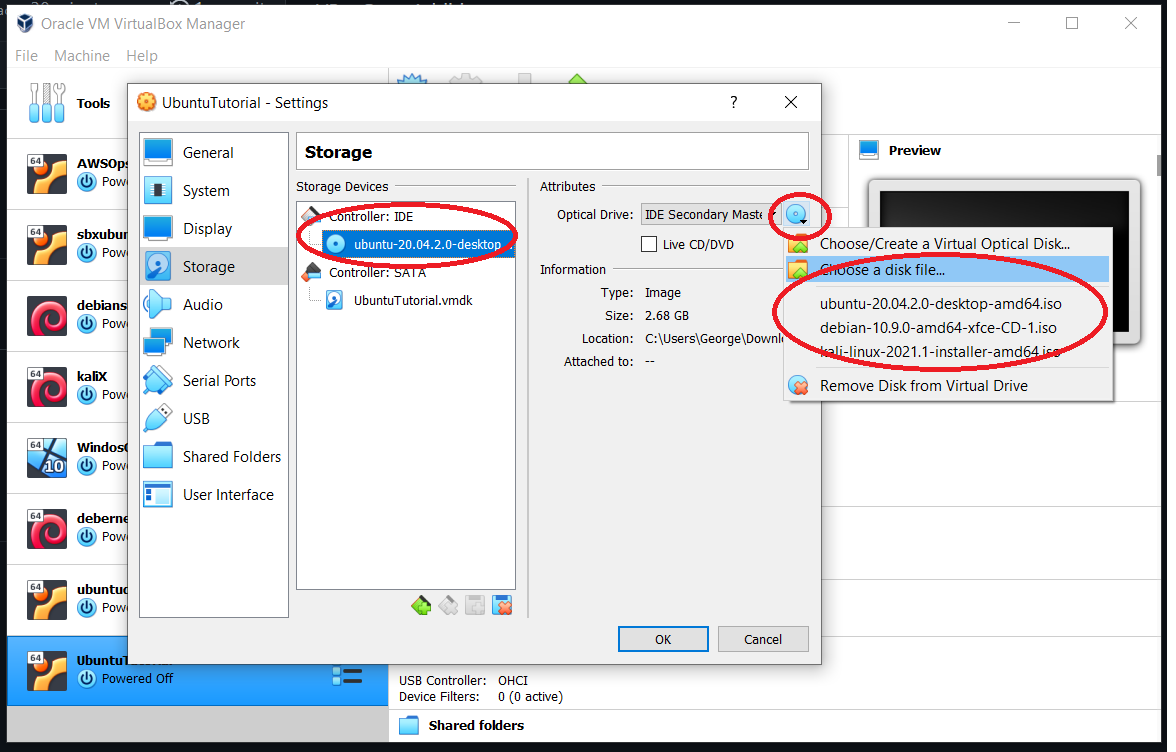 Oracle VM VirtualBox Manager
File Machine Help
Tools
UbuntuTutorial - Settings
?
64
AWSOps
Powe
64
sbxubun
Powe
64
debians
Powe
64
kaliX
Powe
64
10
WindosC
Powe
64
deberne
Powe
64
ubuntuc
Powe
64
UbuntuT
Powered Off
General
System
Display
Storage
Audio
Network
Serial Ports
USB
Shared Folders
User Interface
Storage
Storage Devices
Controller: IDE
ubuntu-20.04.2.0-desktop
Controller: SATA
UbuntuTutorial.vmdk
Attributes
Optical Drive: IDE Secondary Maste
Live CD/DVD
Information
Type: Image
Size: 2.68 GB
Location: C:\Users\George\Downl
Attached to: --
OK Cancel
Preview
Choose/Create a Virtual Optical Disk...
Choose a disk file...
ubuntu-20.04.2.0-desktop-amd64.iso
debian-10.9.0-amd64-xfce-CD-1.iso
kali-linux-2021.1-installer-amd64.iso
Remove Disk from Virtual Drive
USB Controller: OHCI
Device Filters: 0 (0 active)
Shared folders